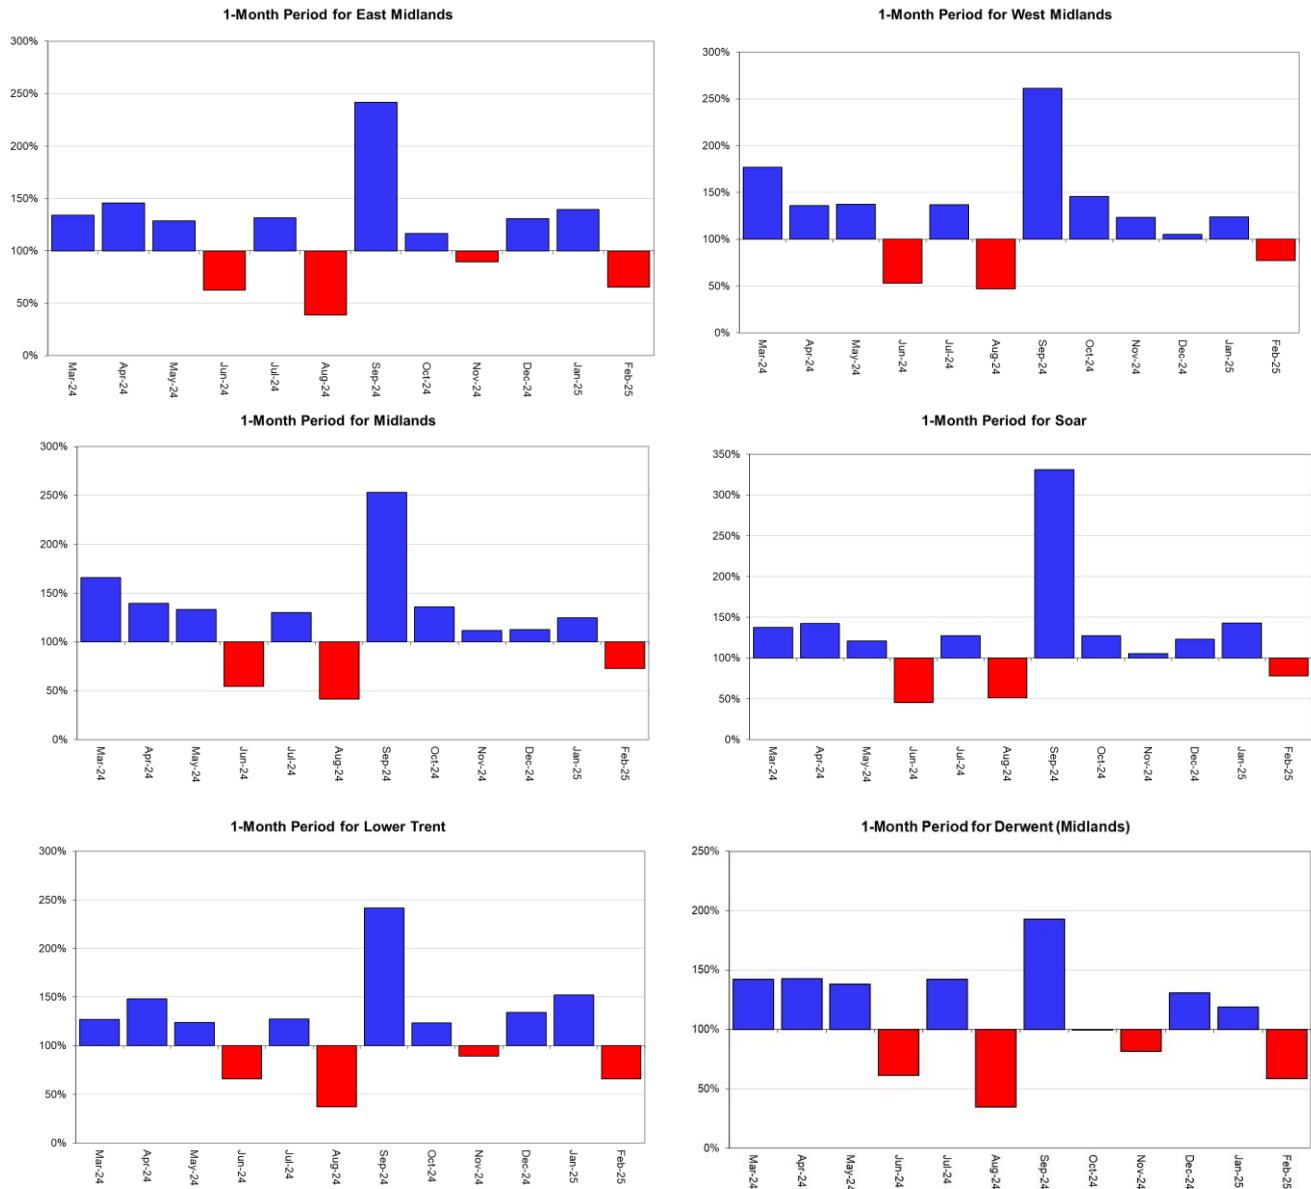 1-Month Period for East Midlands
300%
250%
200%
150%
100%
50%
0%
Mar-24
Apr-24
May-24
Jun-24
Jul-24
Aug-24
Sep-24
Oct-24
Nov-24
Dec-24
Jan-25
Feb-25
1-Month Period for West Midlands
300%
250%
200%
150%
100%
50%
0%
Mar-24
Apr-24
May-24
Jun-24
Jul-24
Aug-24
Sep-24
Oct-24
Nov-24
Dec-24
Jan-25
Feb-25
1-Month Period for Midlands
300%
250%
200%
150%
100%
50%
0%
Mar-24
Apr-24
May-24
Jun-24
Jul-24
Aug-24
Sep-24
Oct-24
Nov-24
Dec-24
Jan-25
Feb-25
1-Month Period for Soar
350%
300%
250%
200%
150%
100%
50%
0%
Mar-24
Apr-24
May-24
Jun-24
Jul-24
Aug-24
Sep-24
Oct-24
Nov-24
Dec-24
Jan-25
Feb-25
1-Month Period for Lower Trent
300%
250%
200%
150%
100%
50%
0%
Mar-24
Apr-24
May-24
Jun-24
Jul-24
Aug-24
Sep-24
Oct-24
Nov-24
Dec-24
Jan-25
Feb-25
1-Month Period for Derwent (Midlands)
250%
200%
150%
100%
50%
0%
Mar-24
Apr-24
May-24
Jun-24
Jul-24
Aug-24
Sep-24
Oct-24
Nov-24
Dec-24
Jan-25
Feb-25